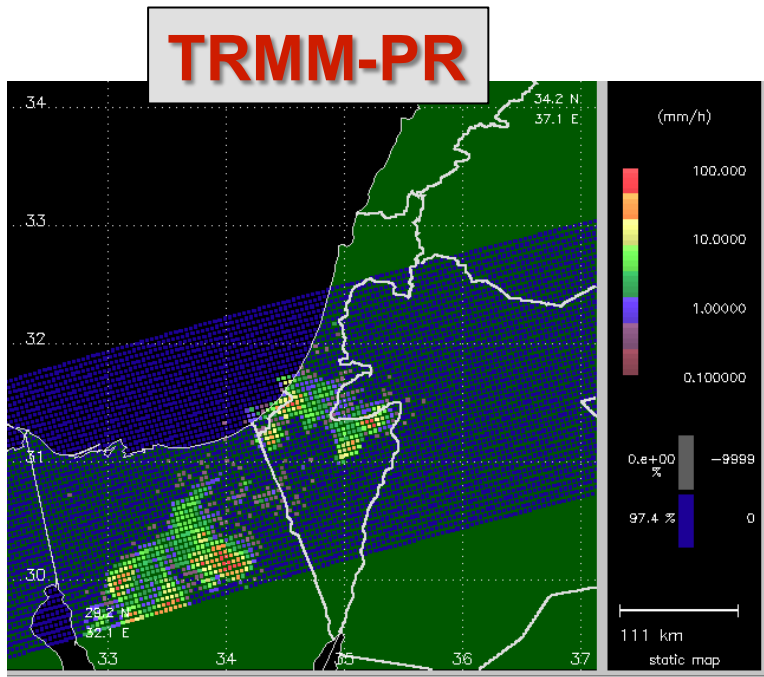 TRMM-PR
34
34.2 N
37.1 E
(mm/h)
100.000
33
10.0000
1.00000
32
0.100000
31
0.e+00
%
-9999
97.4 %
0
30
29.2 N
32.1 E
111 km
33
34
35
36
37
static map